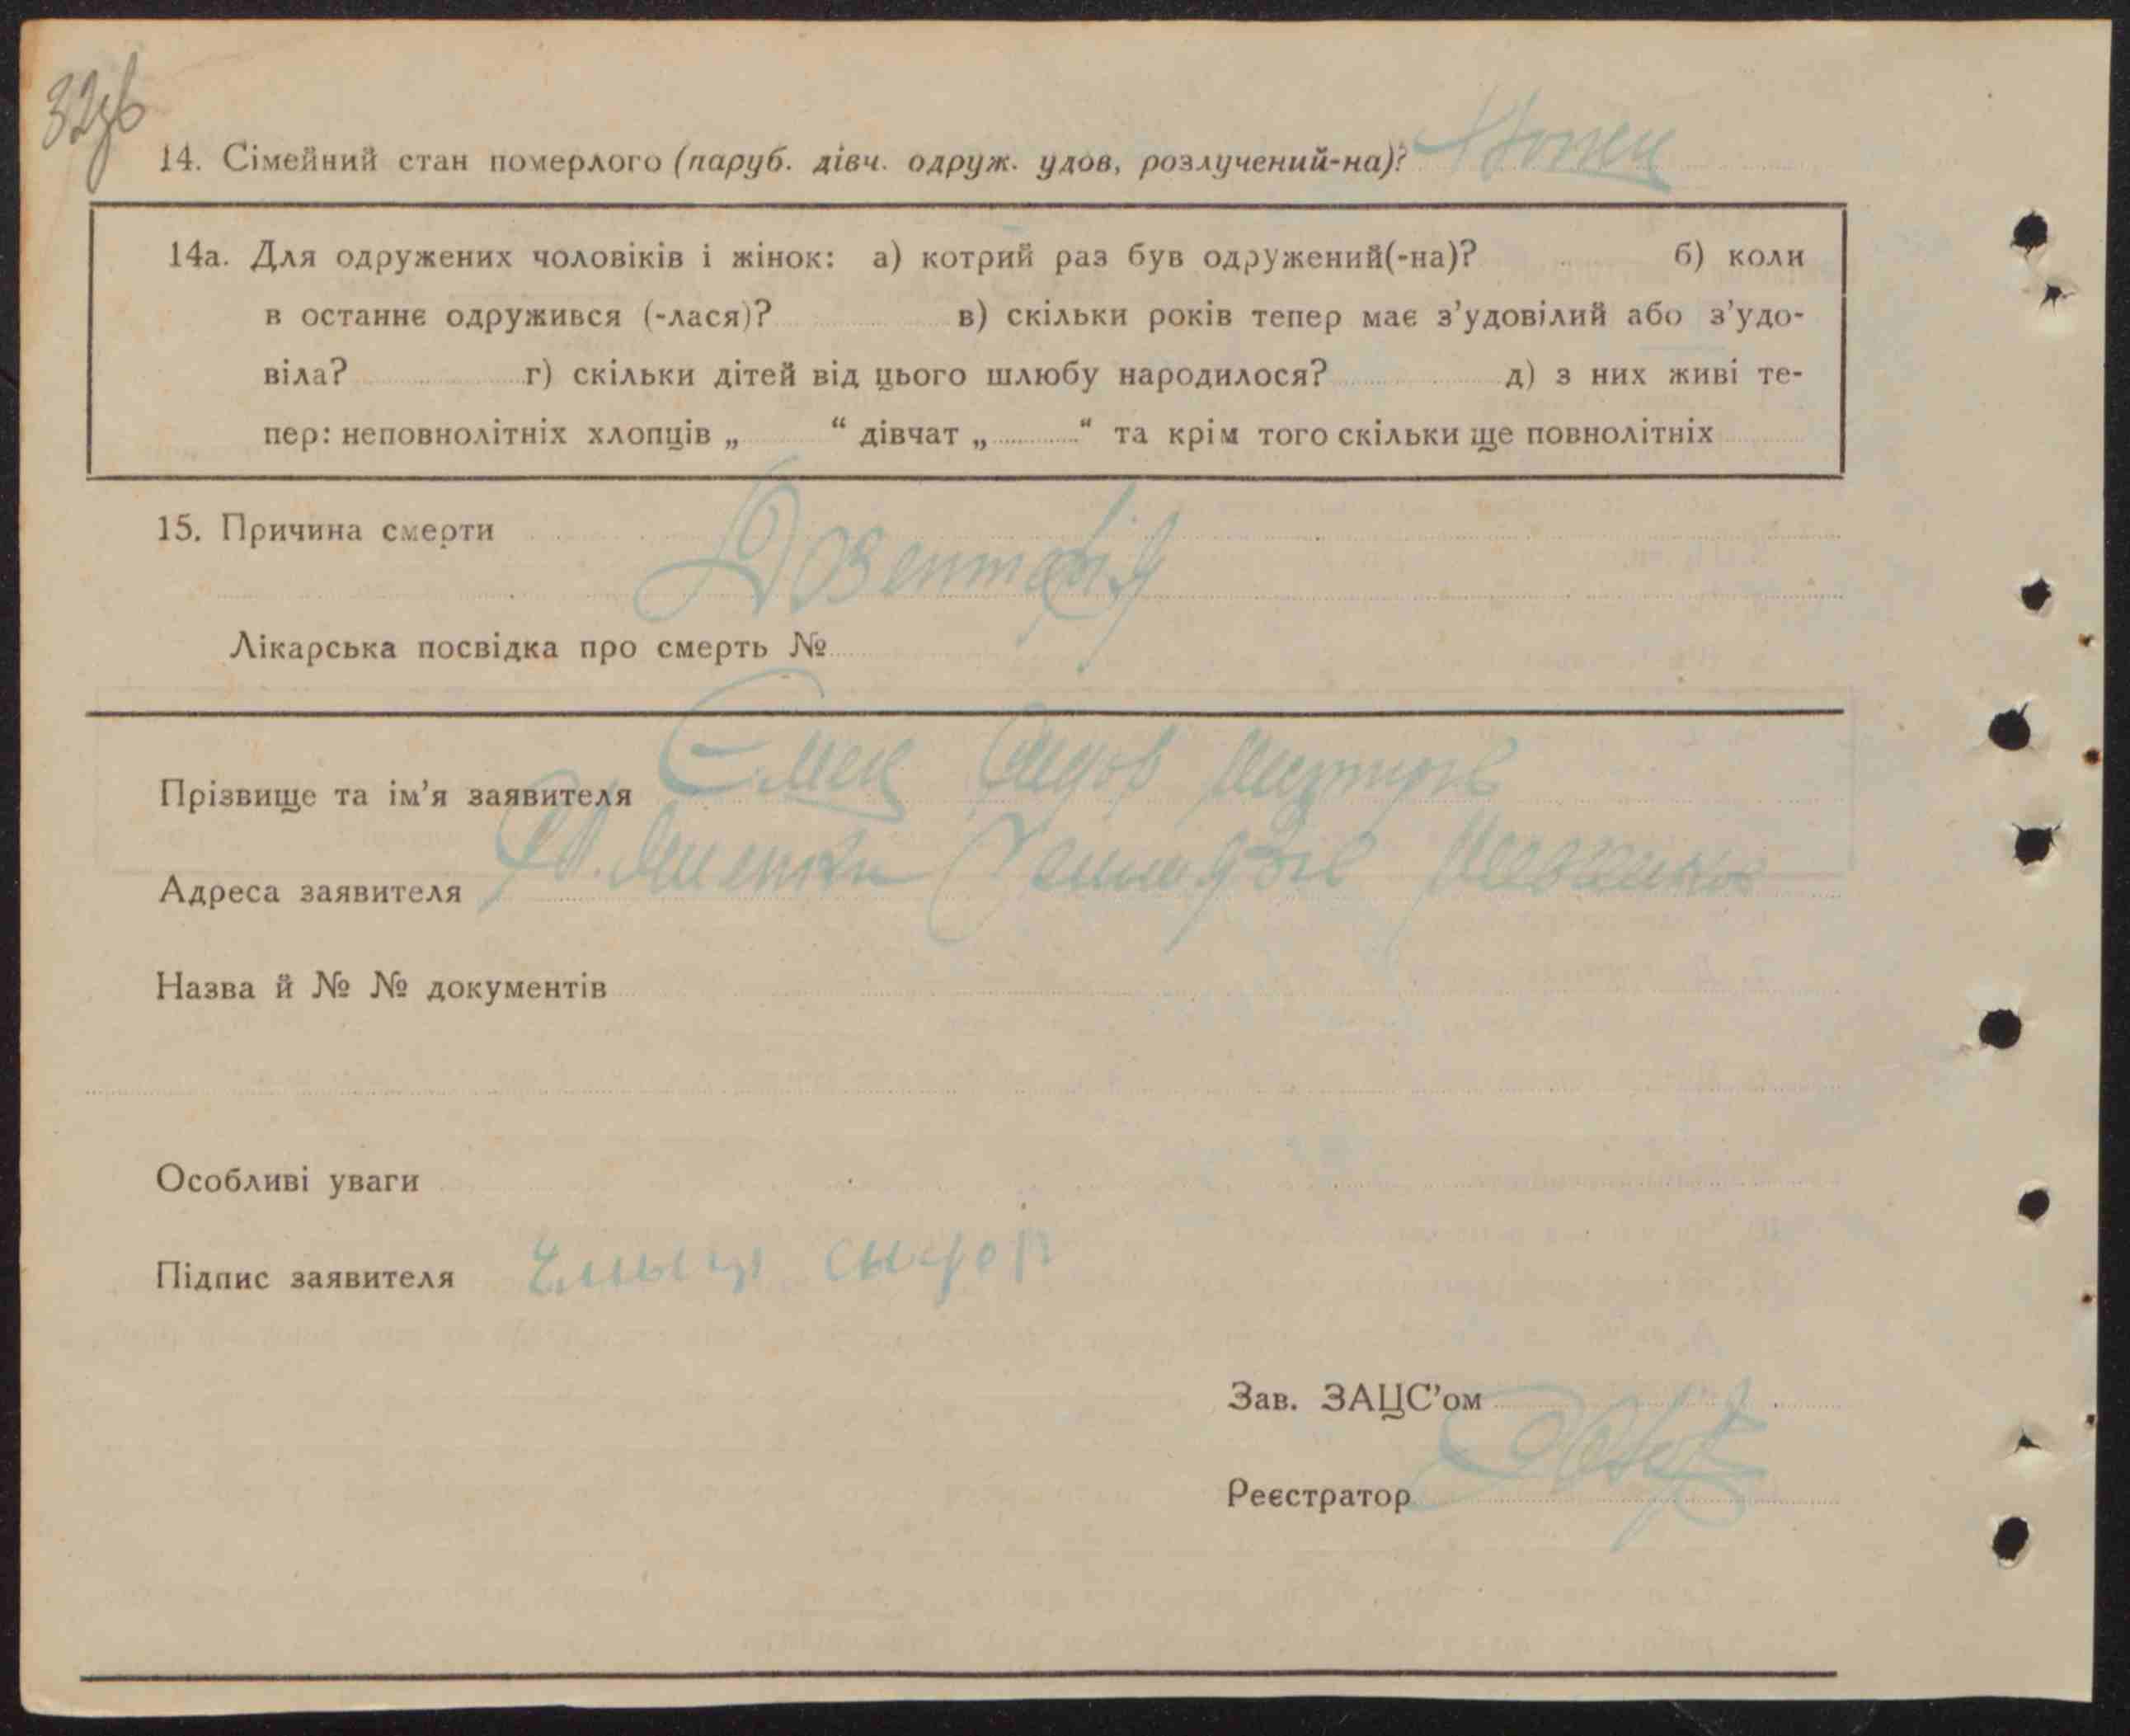 14. Сімейний стан померлого (паруб. дівч. одруж. удов, розлучений-на)?
14а. Для одружених чоловіків і жінок: а) котрий раз був одружений(-на)? б) коли
в останнє одружився (-лася)? в) скільки років тепер має з’удовілий або з’удо-
віла? г) скільки дітей від цього шлюбу народилося? д) з них живі те-
пер: неповнолітніх хлопців „ “ дівчат „ “ та крім того скільки ще повнолітніх
15. Причина смерти
Дозентерія
Лікарська посвідка про смерть №
Прізвище та ім’я заявителя
Адреса заявителя
Назва й № № документів
Особливі уваги
Підпис заявителя
Зав. ЗАЦС’ом
Реєстратор